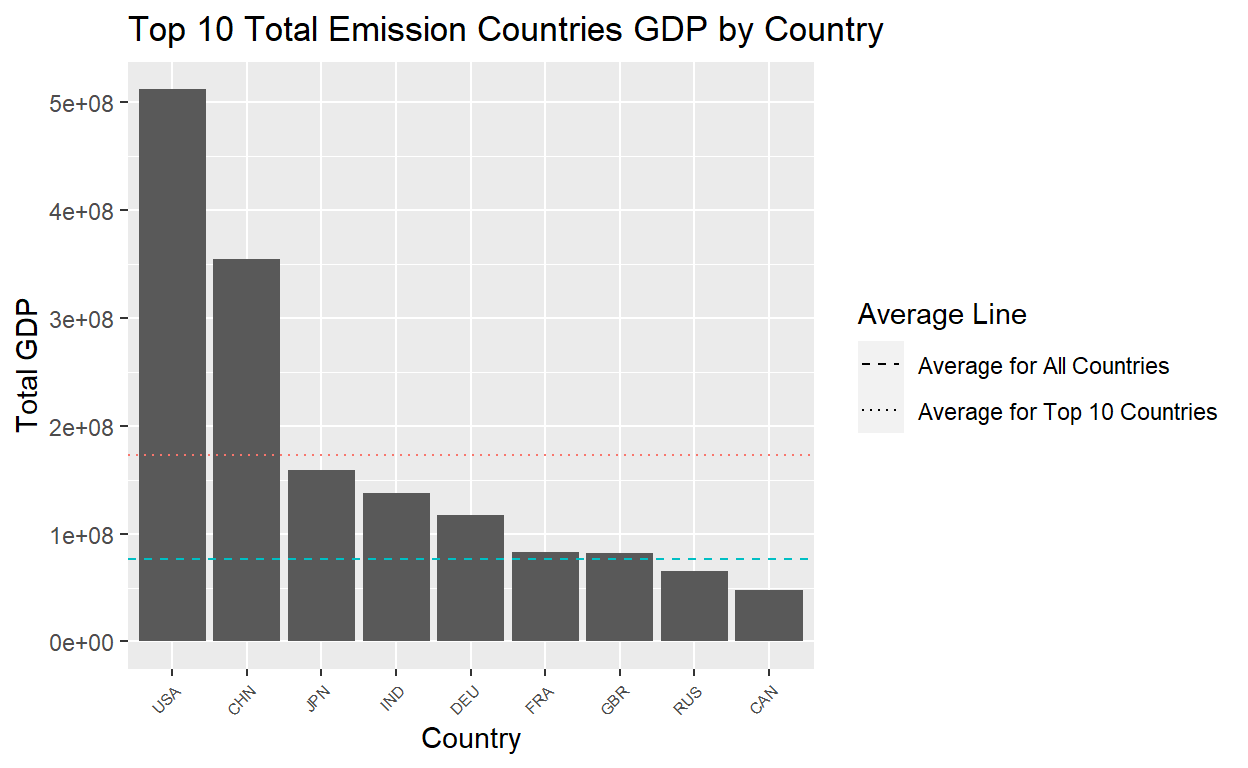 Top 10 Total Emission Countries GDP by Country
Total GDP
5e+08
4e+08
3e+08
2e+08
1e+08
0e+00
USA
CHN
JPN
IND
DEU
FRA
GBR
RUS
CAN
Country
Average Line
Average for All Countries
Average for Top 10 Countries